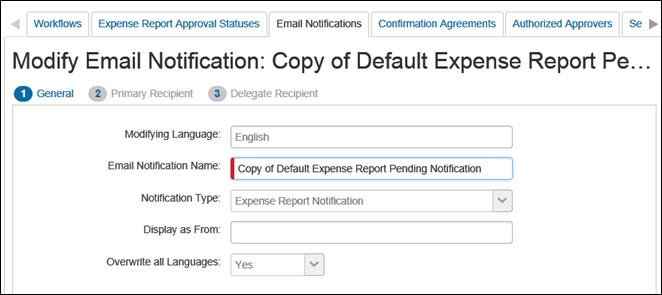 Workflows Expense Report Approval Statuses Email Notifications Confirmation Agreements Authorized Approvers Se
Modify Email Notification: Copy of Default Expense Report Pe...
1 General 2 Primary Recipient 3 Delegate Recipient
Modifying Language: English
Email Notification Name: Copy of Default Expense Report Pending Notification
Notification Type: Expense Report Notification
Display as From:
Overwrite all Languages: Yes